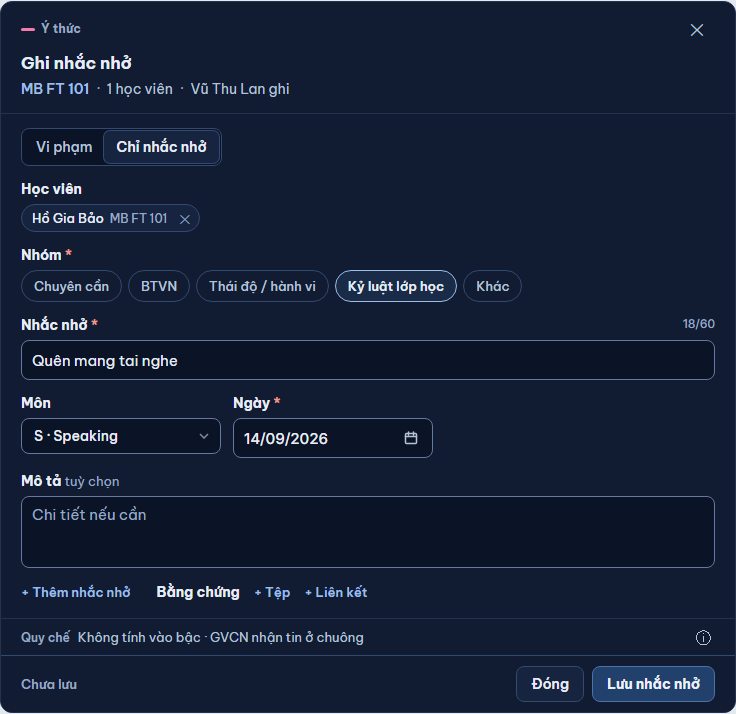 Ý thức
Ghi nhắc nhở
MB FT 101 · 1 học viên · Vũ Thu Lan ghi
Vi phạm Chỉ nhắc nhở
Học viên
Hồ Gia Bảo MB FT 101
Nhóm *
Chuyên cần BTVN Thái độ / hành vi Kỷ luật lớp học Khác
Nhắc nhở * 18/60
Quên mang tai nghe
Môn Ngày *
S · Speaking 14/09/2026
Mô tả tuỳ chọn
Chi tiết nếu cần
+ Thêm nhắc nhở Bằng chứng + Tệp + Liên kết
Quy chế Không tính vào bậc · GVCN nhận tin ở chuông
Chưa lưu Đóng Lưu nhắc nhở